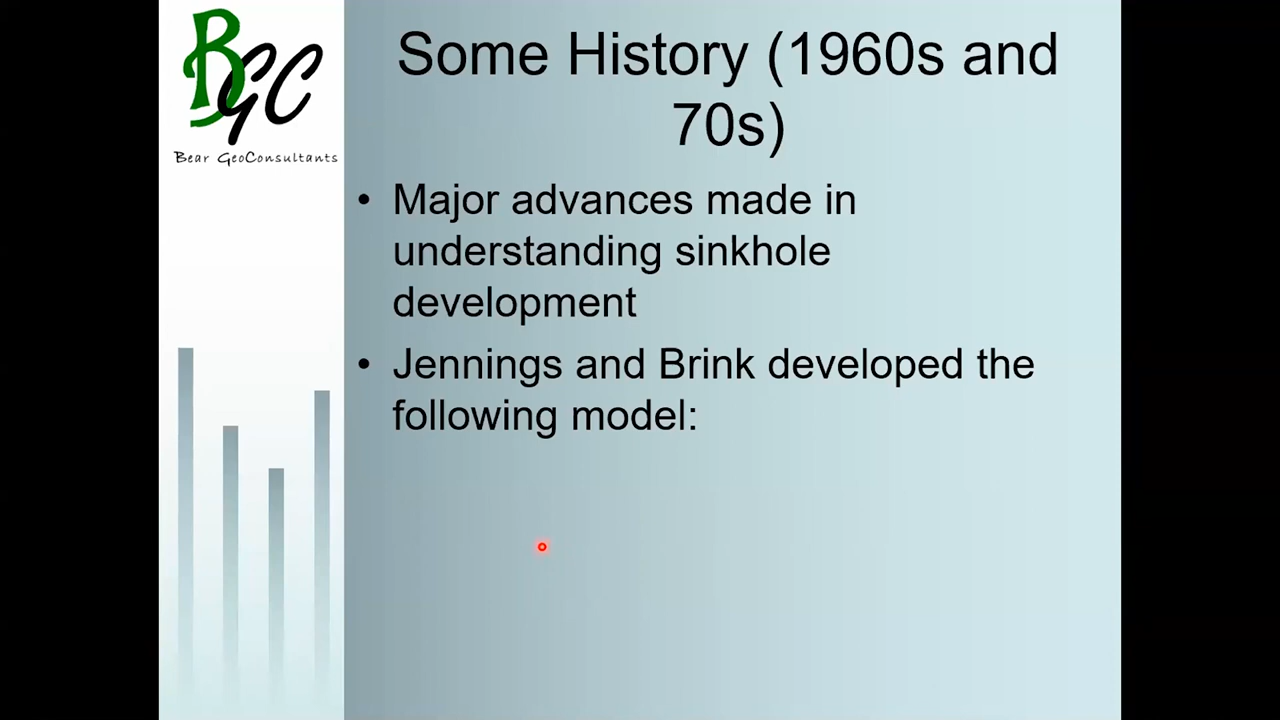 BGC
Bear GeoConsultants
Some History (1960s and
70s)
• Major advances made in
understanding sinkhole
development
• Jennings and Brink developed the
following model: